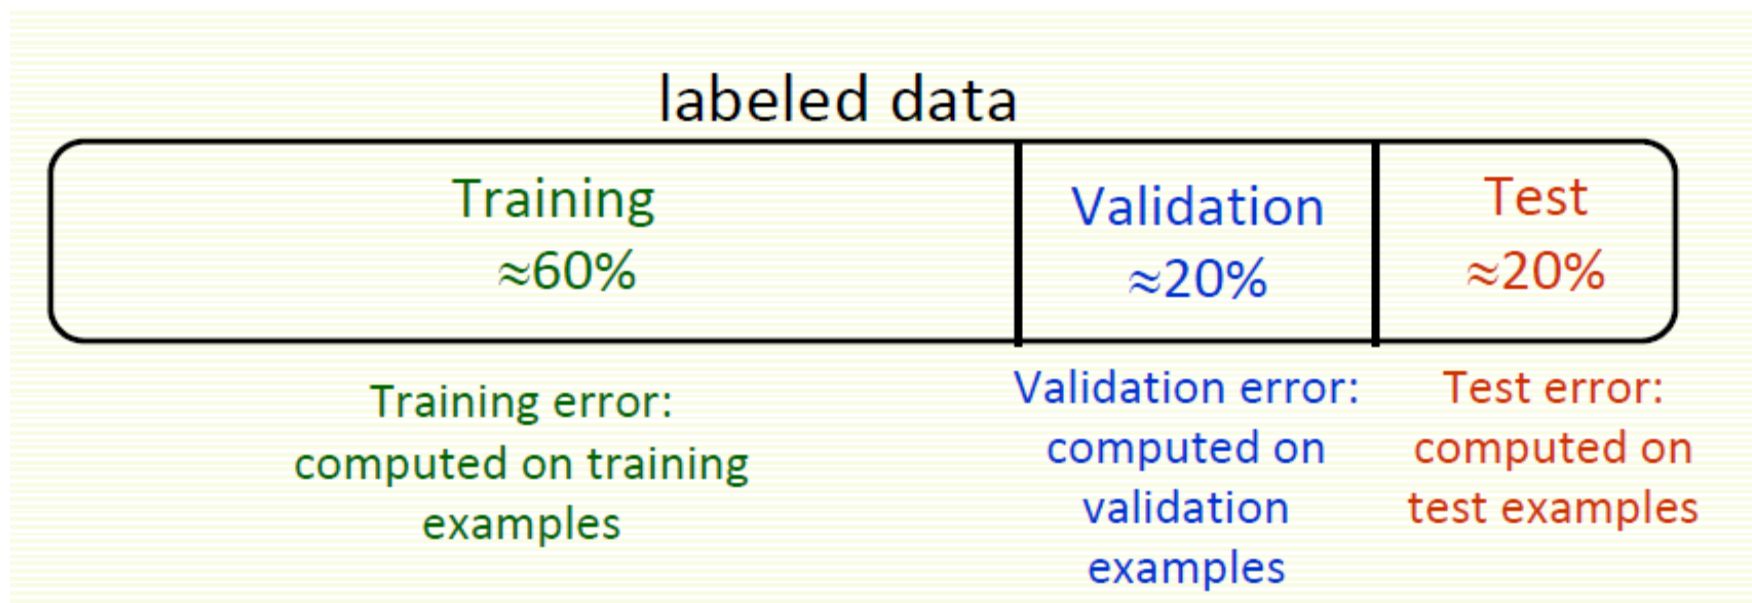 labeled data
Training
≈60%
Validation
≈20%
Test
≈20%
Training error:
computed on training
examples
Validation error:
computed on
validation
examples
Test error:
computed on
test examples